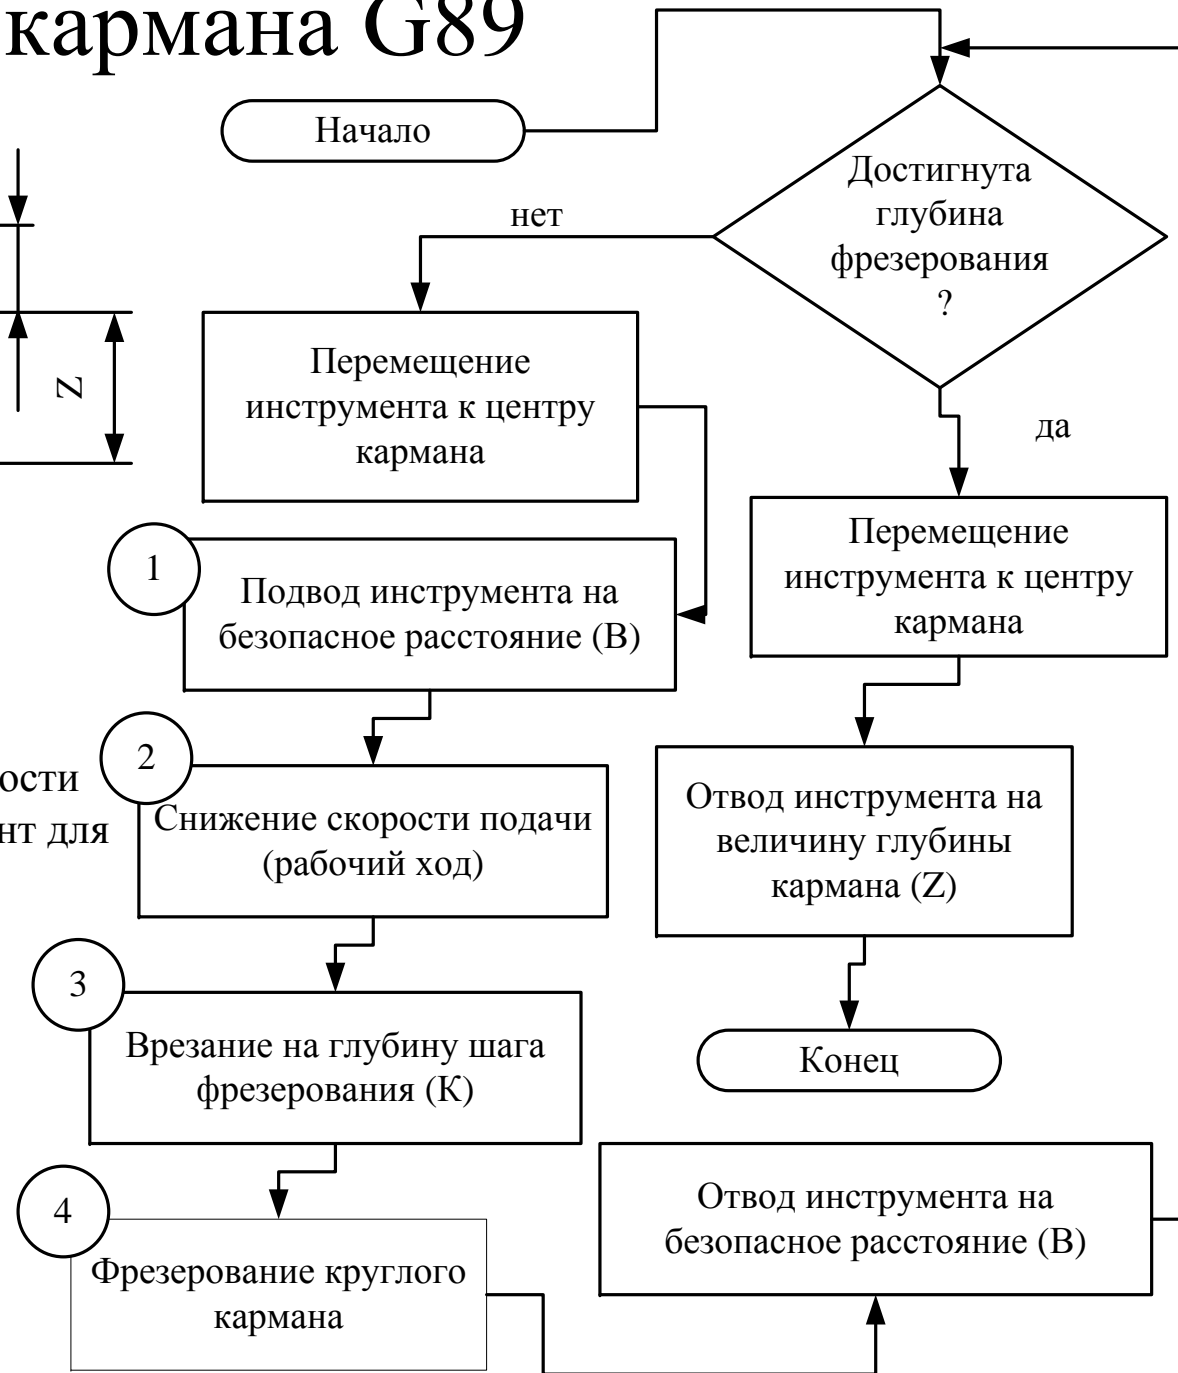 кармана G89
Начало
Достигнута
глубина
фрезерования
?
нет
да
Z
Перемещение
инструмента к центру
кармана
1
Подвод инструмента на
безопасное расстояние (B)
2
Снижение скорости подачи
(рабочий ход)
3
Врезание на глубину шага
фрезерования (К)
4
Фрезерование круглого
кармана
Перемещение
инструмента к центру
кармана
Отвод инструмента на
величину глубины
кармана (Z)
Конец
Отвод инструмента на
безопасное расстояние (B)
ости
нт для